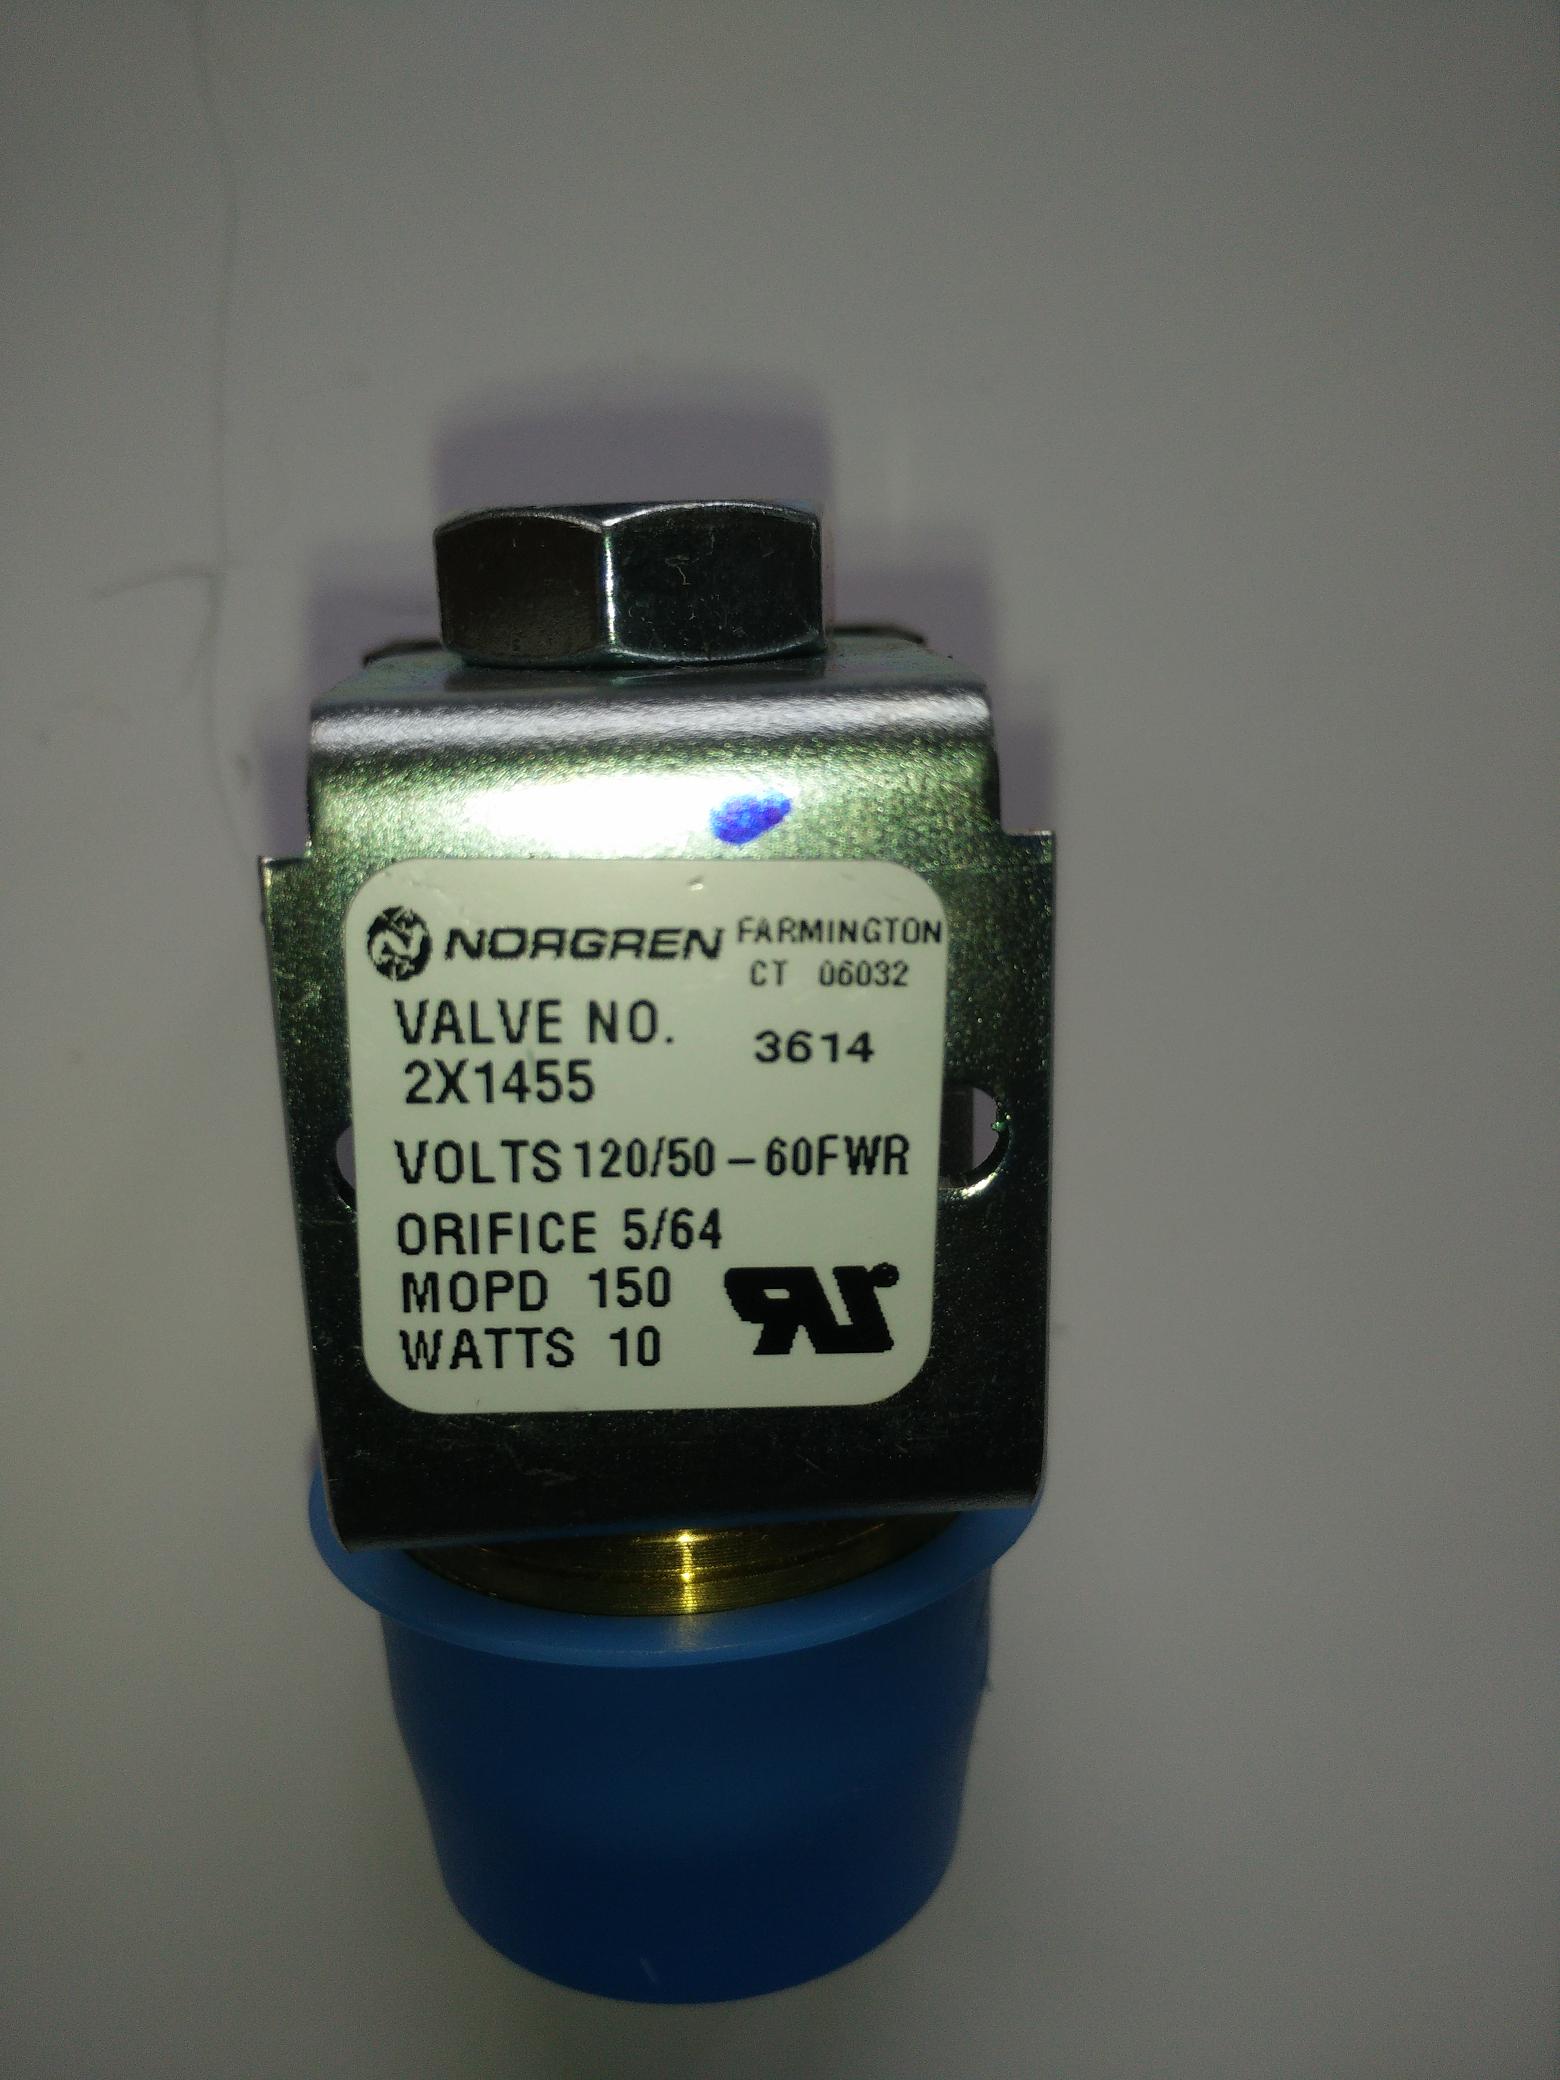 NORGREN FARMINGTON
CT 06032
VALVE NO. 3614
2X1455
VOLTS 120/50-60FWR
ORIFICE 5/64
MOPD 150
WATTS 10